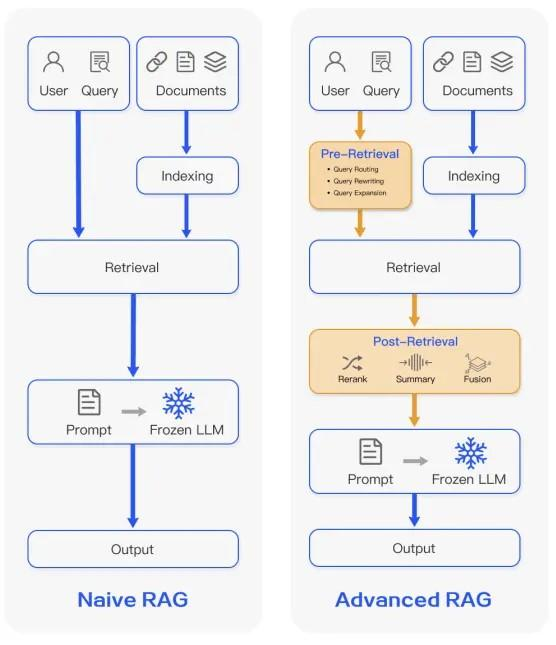 User Query
Documents
Indexing
Retrieval
Prompt
Frozen LLM
Output
Naive RAG
User Query
Documents
Pre-Retrieval
• Query Routing
• Query Rewriting
• Query Expansion
Indexing
Retrieval
Post-Retrieval
Rerank
Summary
Fusion
Prompt
Frozen LLM
Output
Advanced RAG